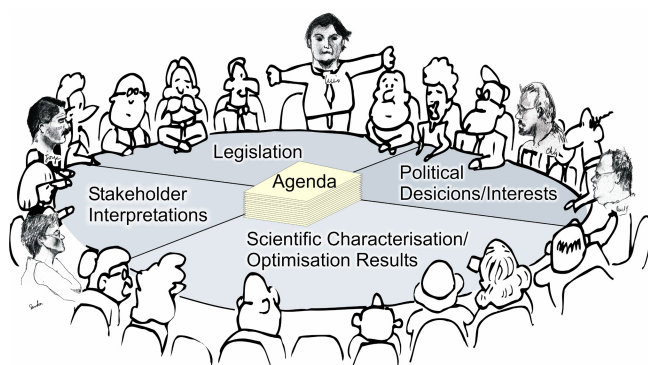 Legislation
Agenda
Political
Desicions/Interests
Stakeholder
Interpretations
Scientific Characterisation/
Optimisation Results